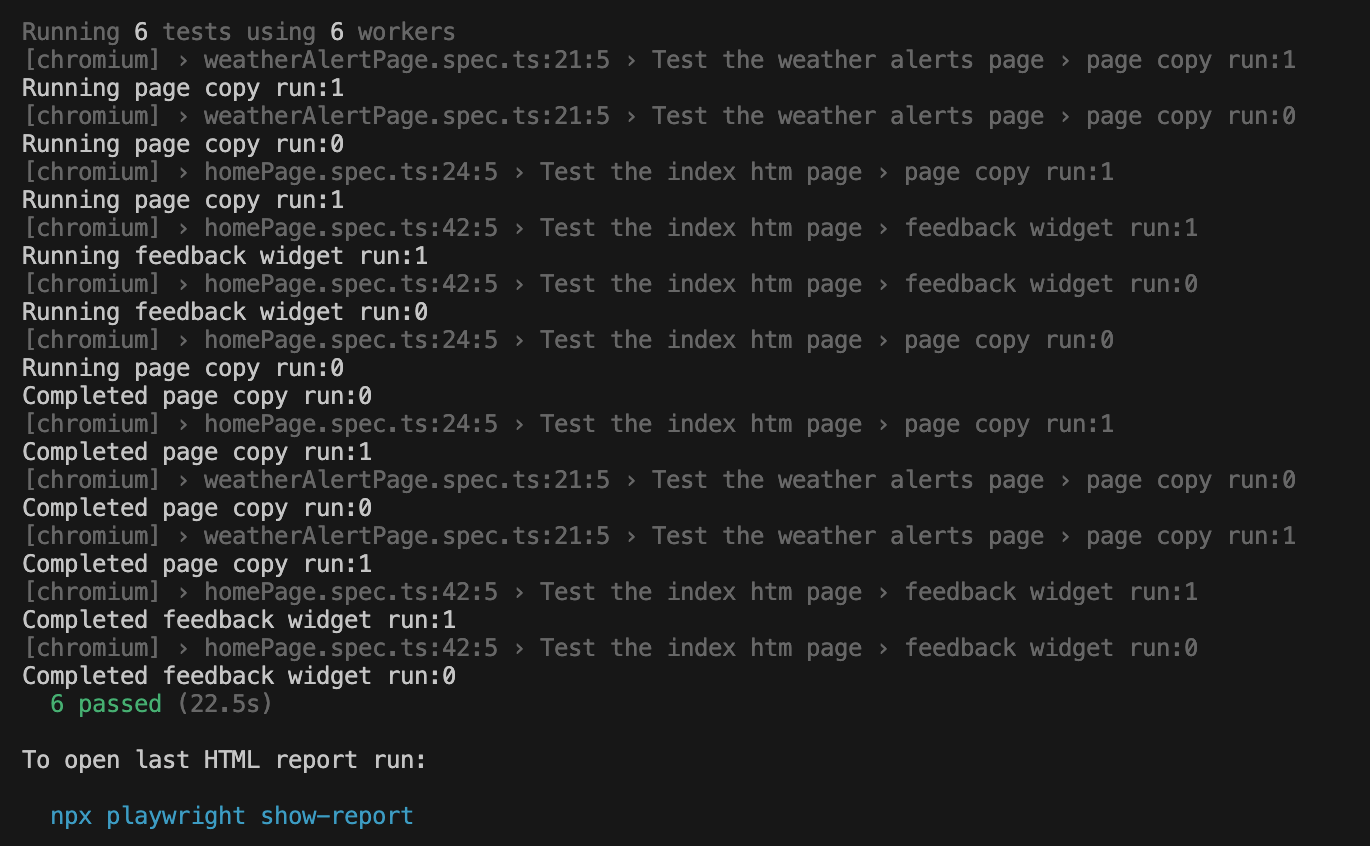 Running 6 tests using 6 workers
[chromium] › weatherAlertPage.spec.ts:21:5 › Test the weather alerts page › page copy run:1
Running page copy run:1
[chromium] › weatherAlertPage.spec.ts:21:5 › Test the weather alerts page › page copy run:0
Running page copy run:0
[chromium] › homePage.spec.ts:24:5 › Test the index htm page › page copy run:1
Running page copy run:1
[chromium] › homePage.spec.ts:42:5 › Test the index htm page › feedback widget run:1
Running feedback widget run:1
[chromium] › homePage.spec.ts:42:5 › Test the index htm page › feedback widget run:0
Running feedback widget run:0
[chromium] › homePage.spec.ts:24:5 › Test the index htm page › page copy run:0
Running page copy run:0
Completed page copy run:0
[chromium] › homePage.spec.ts:24:5 › Test the index htm page › page copy run:1
Completed page copy run:1
[chromium] › weatherAlertPage.spec.ts:21:5 › Test the weather alerts page › page copy run:0
Completed page copy run:0
[chromium] › weatherAlertPage.spec.ts:21:5 › Test the weather alerts page › page copy run:1
Completed page copy run:1
[chromium] › homePage.spec.ts:42:5 › Test the index htm page › feedback widget run:1
Completed feedback widget run:1
[chromium] › homePage.spec.ts:42:5 › Test the index htm page › feedback widget run:0
Completed feedback widget run:0
6 passed (22.5s)
To open last HTML report run:
npx playwright show-report